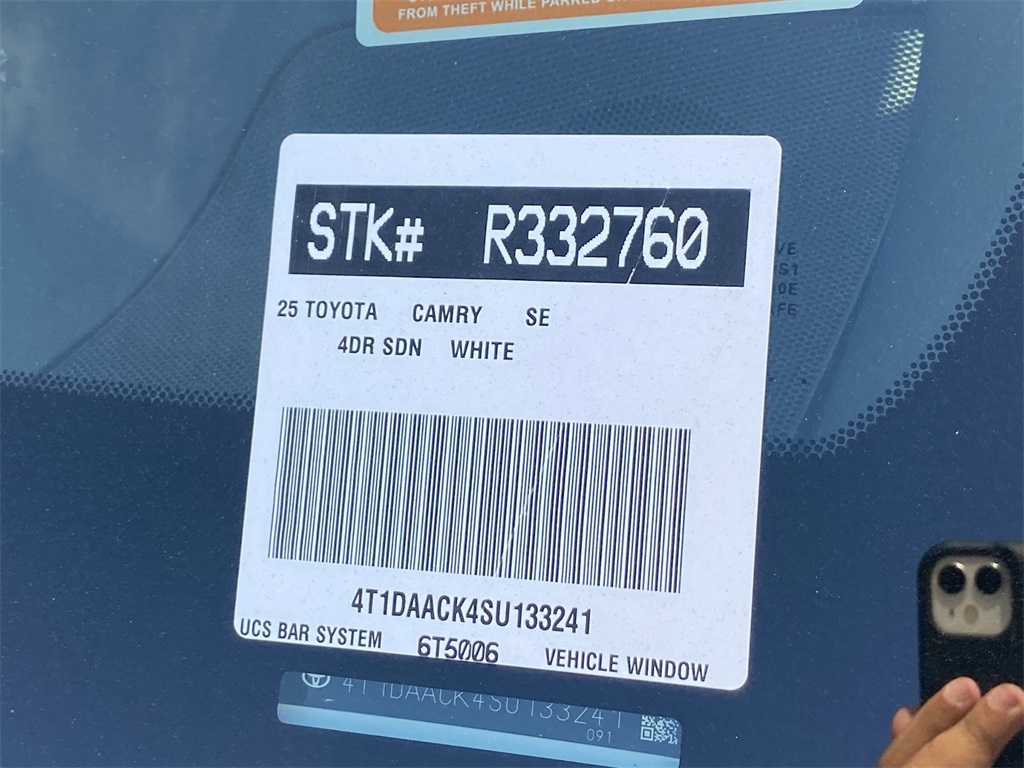 FROM THEFT WHILE PARKED
STK# R332760
25 TOYOTA CAMRY SE
4DR SDN WHITE
4T1DAACK4SU133241
UCS BAR SYSTEM 6T5006 VEHICLE WINDOW
4T1DAACK4SU133241
091